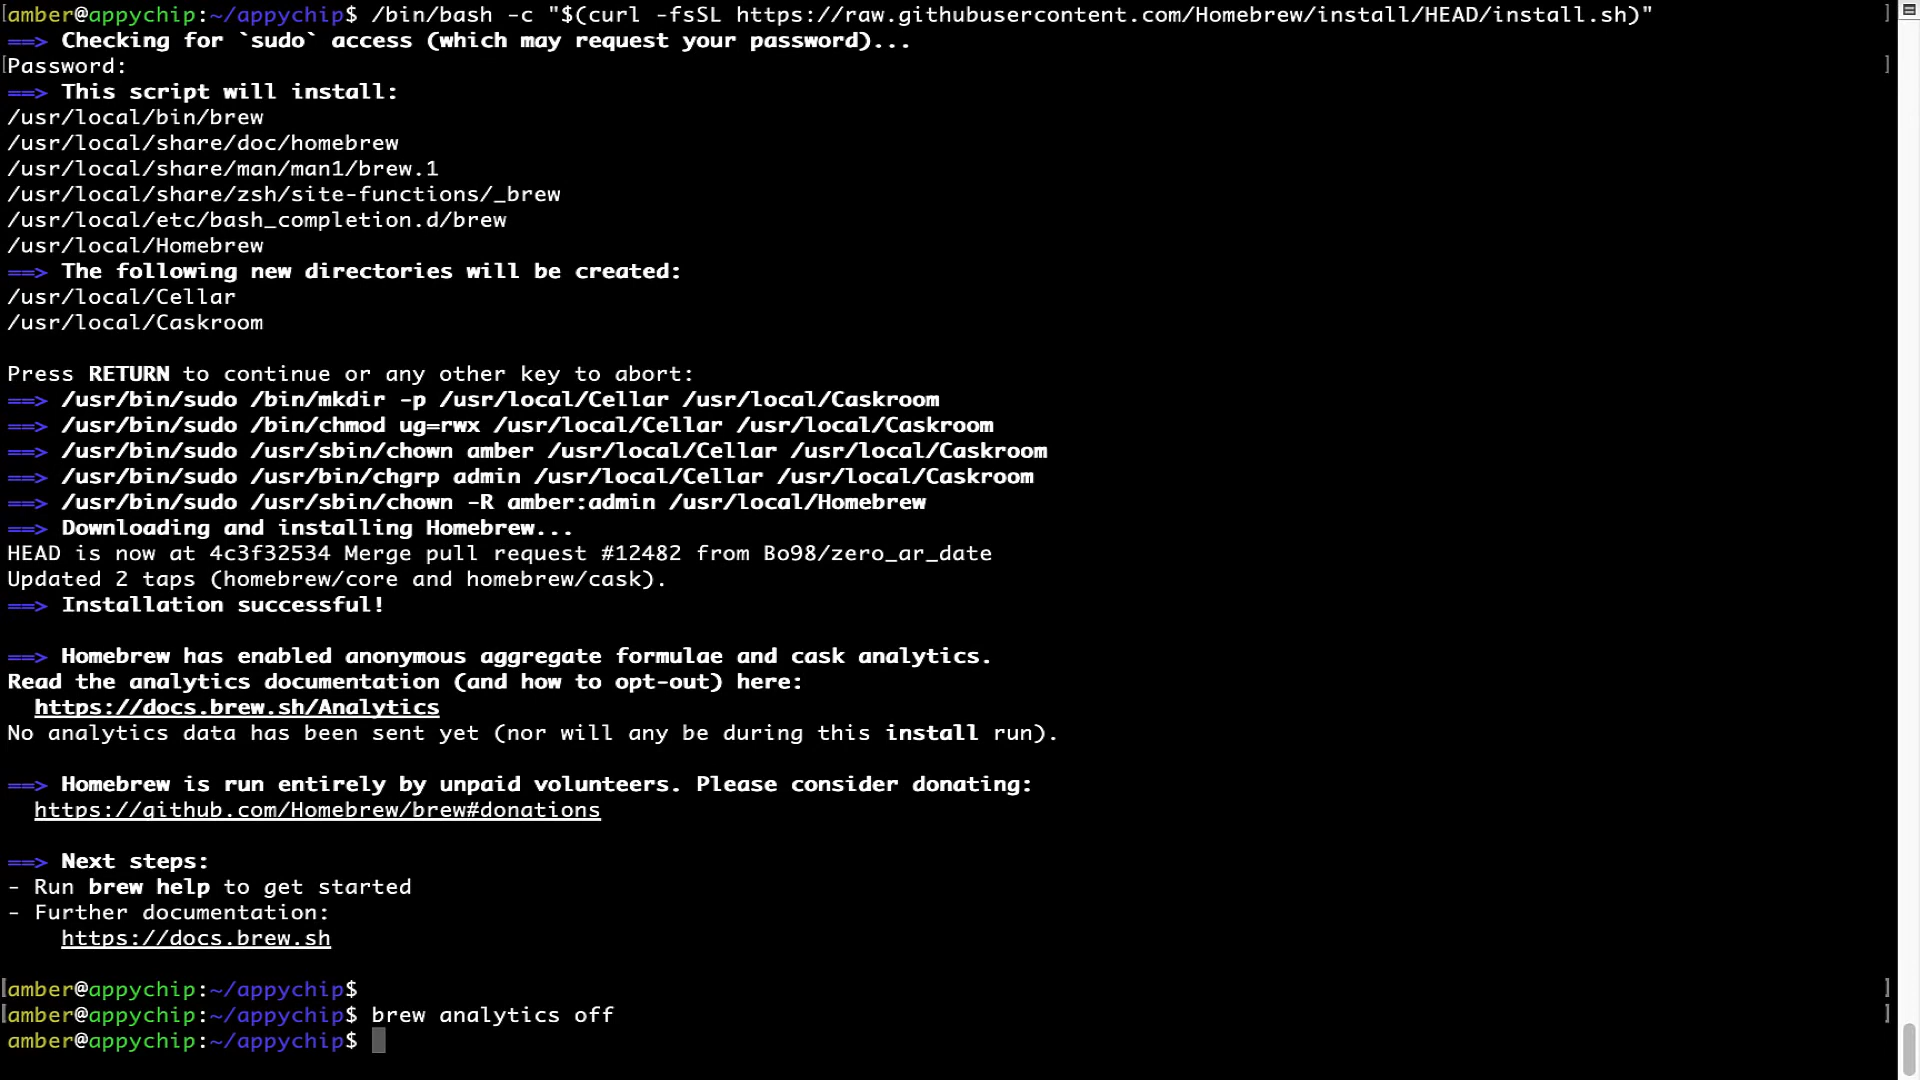 amber@appychip:~/appychip$ /bin/bash -c "$(curl -fsSL https://raw.githubusercontent.com/Homebrew/install/HEAD/install.sh)"
==> Checking for `sudo` access (which may request your password)...
Password:
==> This script will install:
/usr/local/bin/brew
/usr/local/share/doc/homebrew
/usr/local/share/man/man1/brew.1
/usr/local/share/zsh/site-functions/_brew
/usr/local/etc/bash_completion.d/brew
/usr/local/Homebrew
==> The following new directories will be created:
/usr/local/Cellar
/usr/local/Caskroom
Press RETURN to continue or any other key to abort:
==> /usr/bin/sudo /bin/mkdir -p /usr/local/Cellar /usr/local/Caskroom
==> /usr/bin/sudo /bin/chmod ug=rwx /usr/local/Cellar /usr/local/Caskroom
==> /usr/bin/sudo /usr/sbin/chown amber /usr/local/Cellar /usr/local/Caskroom
==> /usr/bin/sudo /usr/bin/chgrp admin /usr/local/Cellar /usr/local/Caskroom
==> /usr/bin/sudo /usr/sbin/chown -R amber:admin /usr/local/Homebrew
==> Downloading and installing Homebrew...
HEAD is now at 4c3f32534 Merge pull request #12482 from Bo98/zero_ar_date
Updated 2 taps (homebrew/core and homebrew/cask).
==> Installation successful!
==> Homebrew has enabled anonymous aggregate formulae and cask analytics.
Read the analytics documentation (and how to opt-out) here:
https://docs.brew.sh/Analytics
No analytics data has been sent yet (nor will any be during this install run).
==> Homebrew is run entirely by unpaid volunteers. Please consider donating:
https://github.com/Homebrew/brew#donations
==> Next steps:
- Run brew help to get started
- Further documentation:
https://docs.brew.sh
amber@appychip:~/appychip$
amber@appychip:~/appychip$ brew analytics off
amber@appychip:~/appychip$